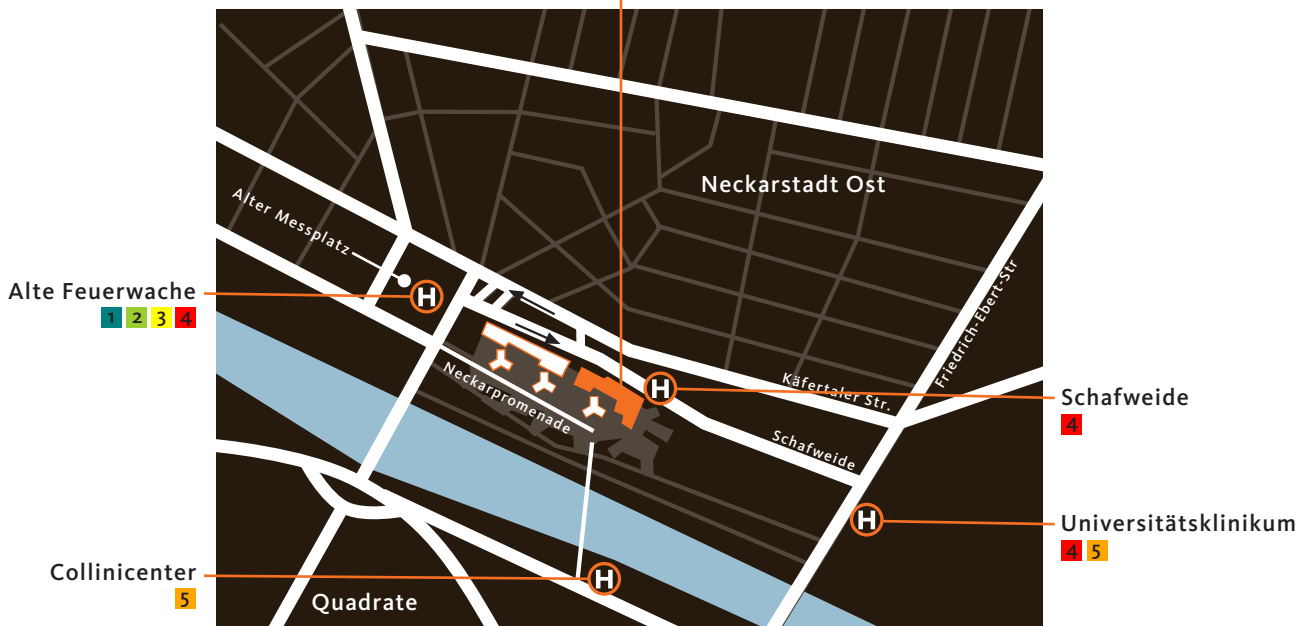 Neckarstadt Ost
Alter Messplatz
H
Alte Feuerwache
1 2 3 4
Friedrich-Ebert-Str
Neckarpromenade
H
Käfertaler Str.
Schafweide
4
Schafweide
H
Universitätsklinikum
4 5
Collinicenter
5
H
Quadrate